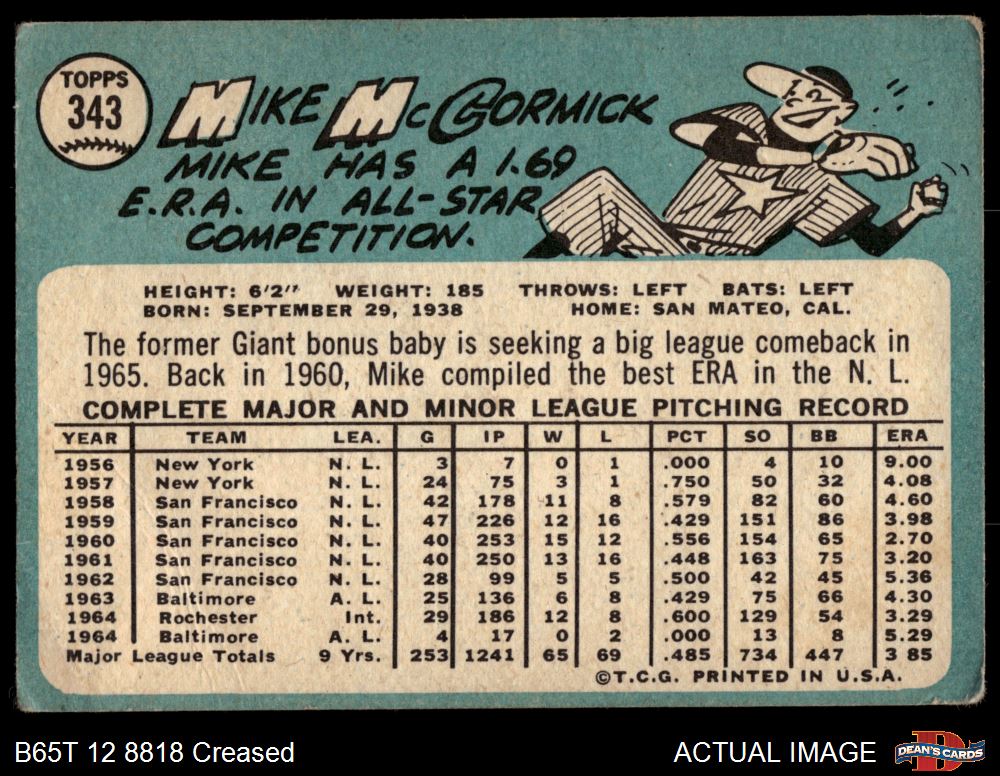 TOPPS
343
MIKE McCORMICK
MIKE HAS A 1.69
E.R.A. IN ALL-STAR
COMPETITION.
HEIGHT: 6'2" WEIGHT: 185 THROWS: LEFT BATS: LEFT
BORN: SEPTEMBER 29, 1938 HOME: SAN MATEO, CAL.
The former Giant bonus baby is seeking a big league comeback in
1965. Back in 1960, Mike compiled the best ERA in the N. L.
COMPLETE MAJOR AND MINOR LEAGUE PITCHING RECORD
YEAR TEAM LEA. G IP W L PCT SO BB ERA
1956 New York N. L. 3 7 0 1 .000 4 10 9.00
1957 New York N. L. 24 75 3 1 .750 50 32 4.08
1958 San Francisco N. L. 42 178 11 8 .579 82 60 4.60
1959 San Francisco N. L. 47 226 12 16 .429 151 86 3.98
1960 San Francisco N. L. 40 253 15 12 .556 154 65 2.70
1961 San Francisco N. L. 40 250 13 16 .448 163 75 3.20
1962 San Francisco N. L. 28 99 5 5 .500 42 45 5.36
1963 Baltimore A. L. 25 136 6 8 .429 75 66 4.30
1964 Rochester Int. 29 186 12 8 .600 129 54 3.29
1964 Baltimore A. L. 4 17 0 2 .000 13 8 5.29
Major League Totals 9 Yrs. 253 1241 65 69 .485 734 447 3 85
©T.C.G. PRINTED IN U.S.A.
B65T 12 8818 Creased ACTUAL IMAGE DEAN'S CARDS